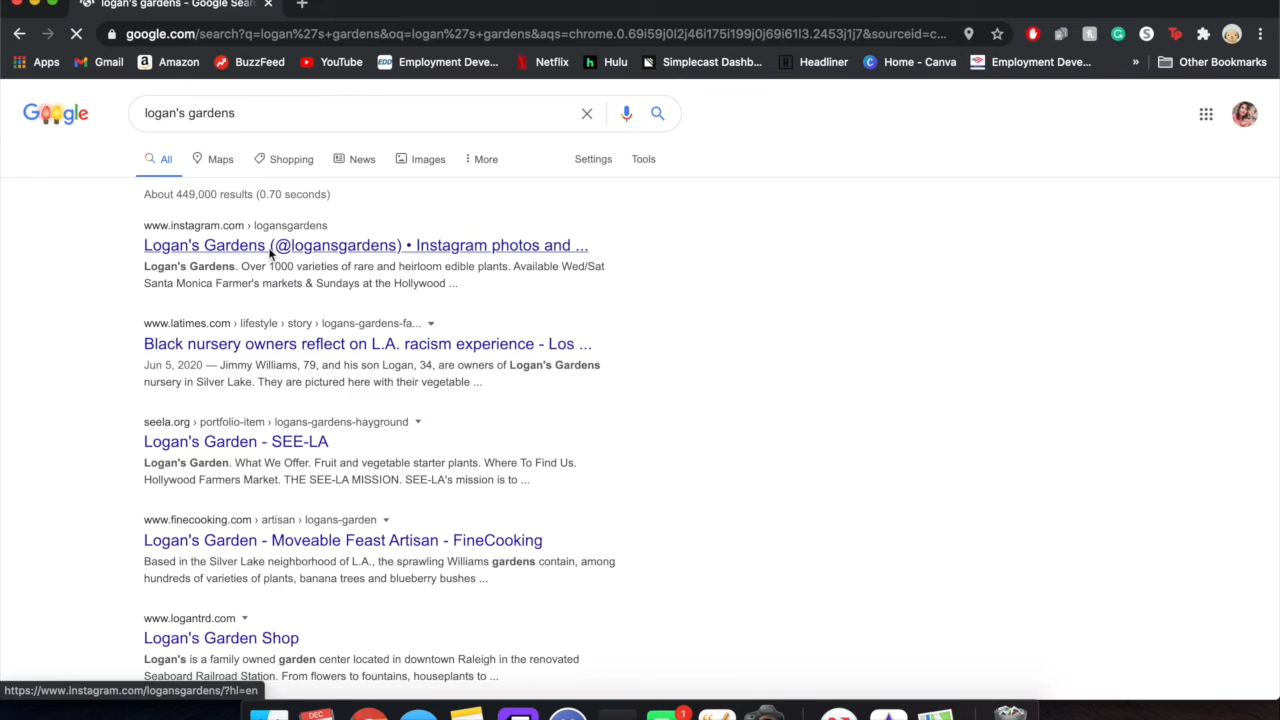 logan's gardens - Google Sear
google.com/search?q=logan%27s+gardens&oq=logan%27s+gardens&aqs=chrome.0.69i59j0l2j46i175i199j0j69i61l3.2453j1j7&sourceid=c...
Apps Gmail Amazon BuzzFeed YouTube EDD Employment Deve... Netflix h Hulu Simplecast Dashb... H Headliner C Home - Canva Employment Deve... » Other Bookmarks
Google logan's gardens
All Maps Shopping News Images More Settings Tools
About 449,000 results (0.70 seconds)
www.instagram.com › logansgardens
Logan's Gardens (@logansgardens) • Instagram photos and ...
Logan's Gardens. Over 1000 varieties of rare and heirloom edible plants. Available Wed/Sat
Santa Monica Farmer's markets & Sundays at the Hollywood ...
www.latimes.com › lifestyle › story › logans-gardens-fa...
Black nursery owners reflect on L.A. racism experience - Los ...
Jun 5, 2020 — Jimmy Williams, 79, and his son Logan, 34, are owners of Logan's Gardens
nursery in Silver Lake. They are pictured here with their vegetable ...
seela.org › portfolio-item › logans-gardens-hayground
Logan's Garden - SEE-LA
Logan's Garden. What We Offer. Fruit and vegetable starter plants. Where To Find Us.
Hollywood Farmers Market. THE SEE-LA MISSION. SEE-LA's mission is to ...
www.finecooking.com › artisan › logans-garden
Logan's Garden - Moveable Feast Artisan - FineCooking
Based in the Silver Lake neighborhood of L.A., the sprawling Williams gardens contain, among
hundreds of varieties of plants, banana trees and blueberry bushes ...
www.logantrd.com
Logan's Garden Shop
Logan's is a family owned garden center located in downtown Raleigh in the renovated
Seaboard Railroad Station. From flowers to fountains, houseplants to ...
https://www.instagram.com/logansgardens/?hl=en
DEC 1